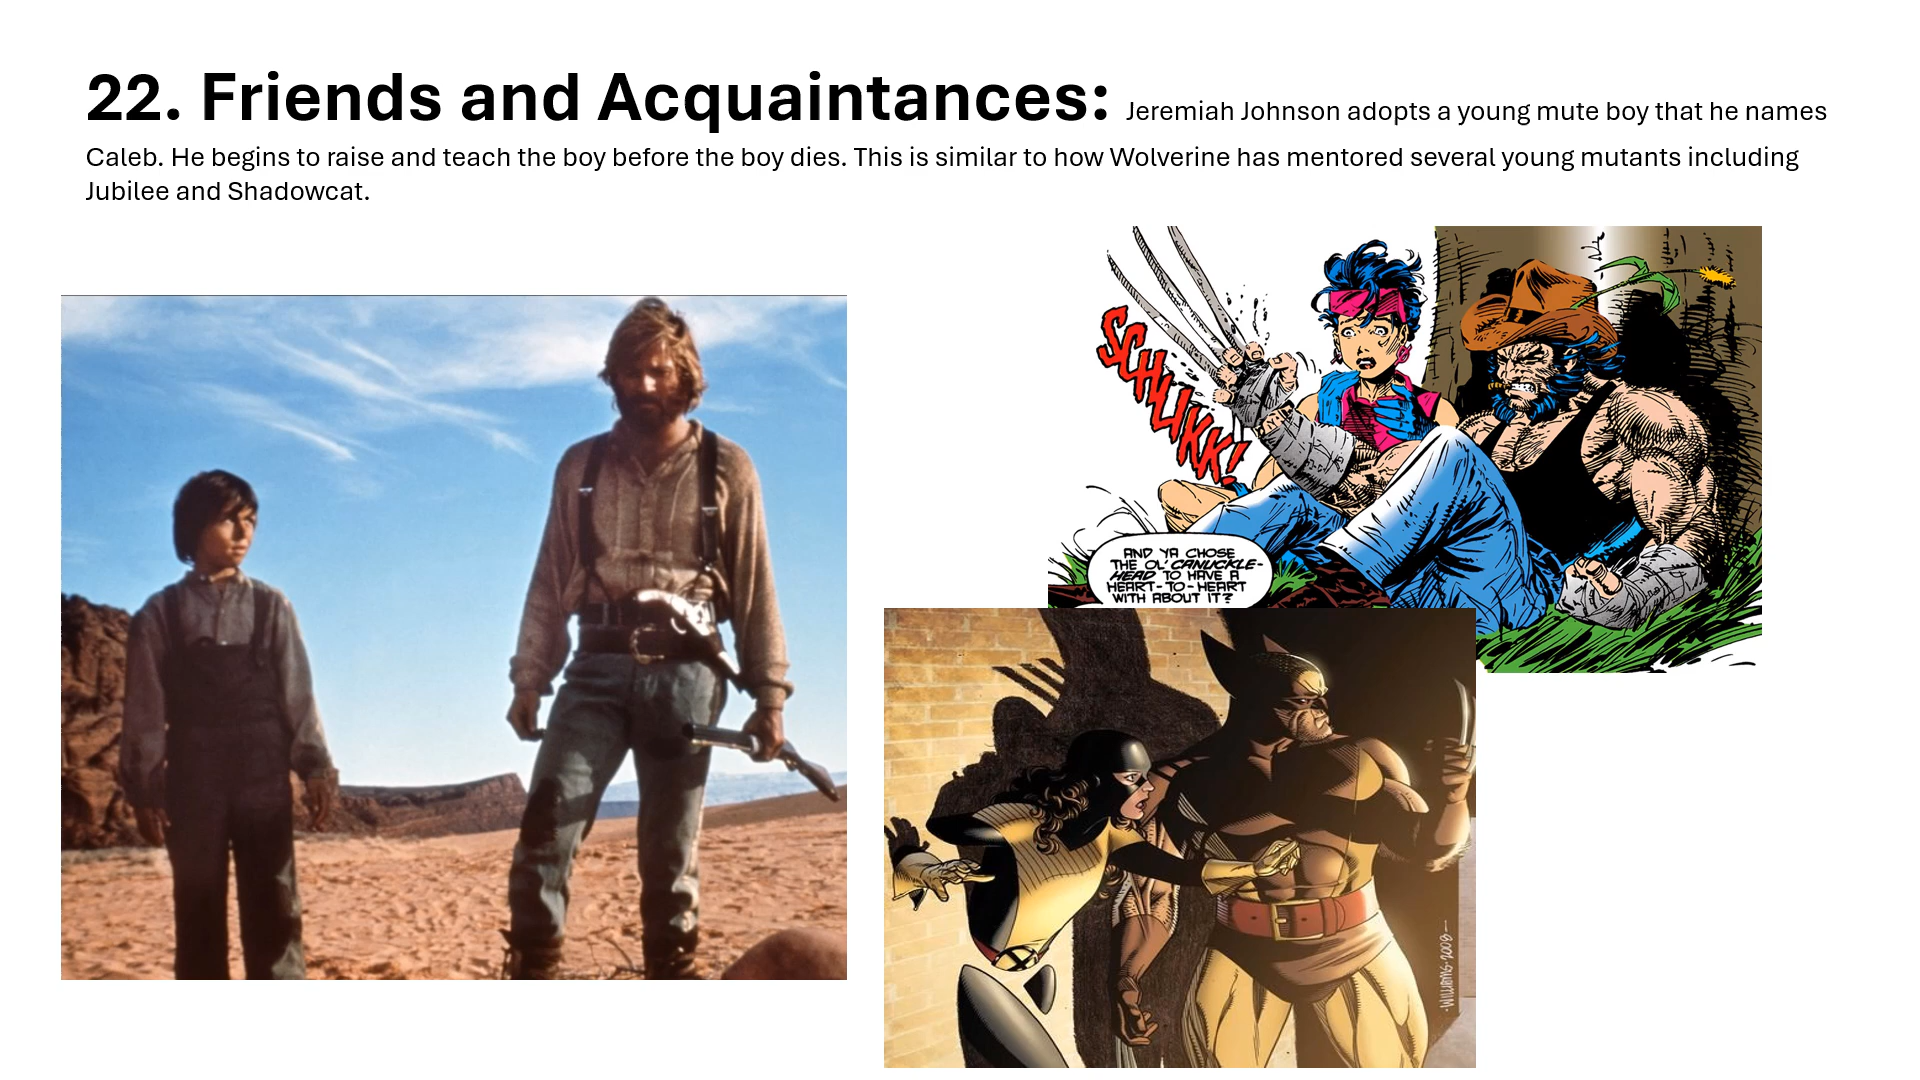 22. Friends and Acquaintances: Jeremiah Johnson adopts a young mute boy that he names
Caleb. He begins to raise and teach the boy before the boy dies. This is similar to how Wolverine has mentored several young mutants including
Jubilee and Shadowcat.
SCHLIKK!
AND YA CHOSE
THE OL' CANUCKLE-
HEAD TO HAVE A
HEART-TO-HEART
WITH ABOUT IT?
WILLIAMS·2008